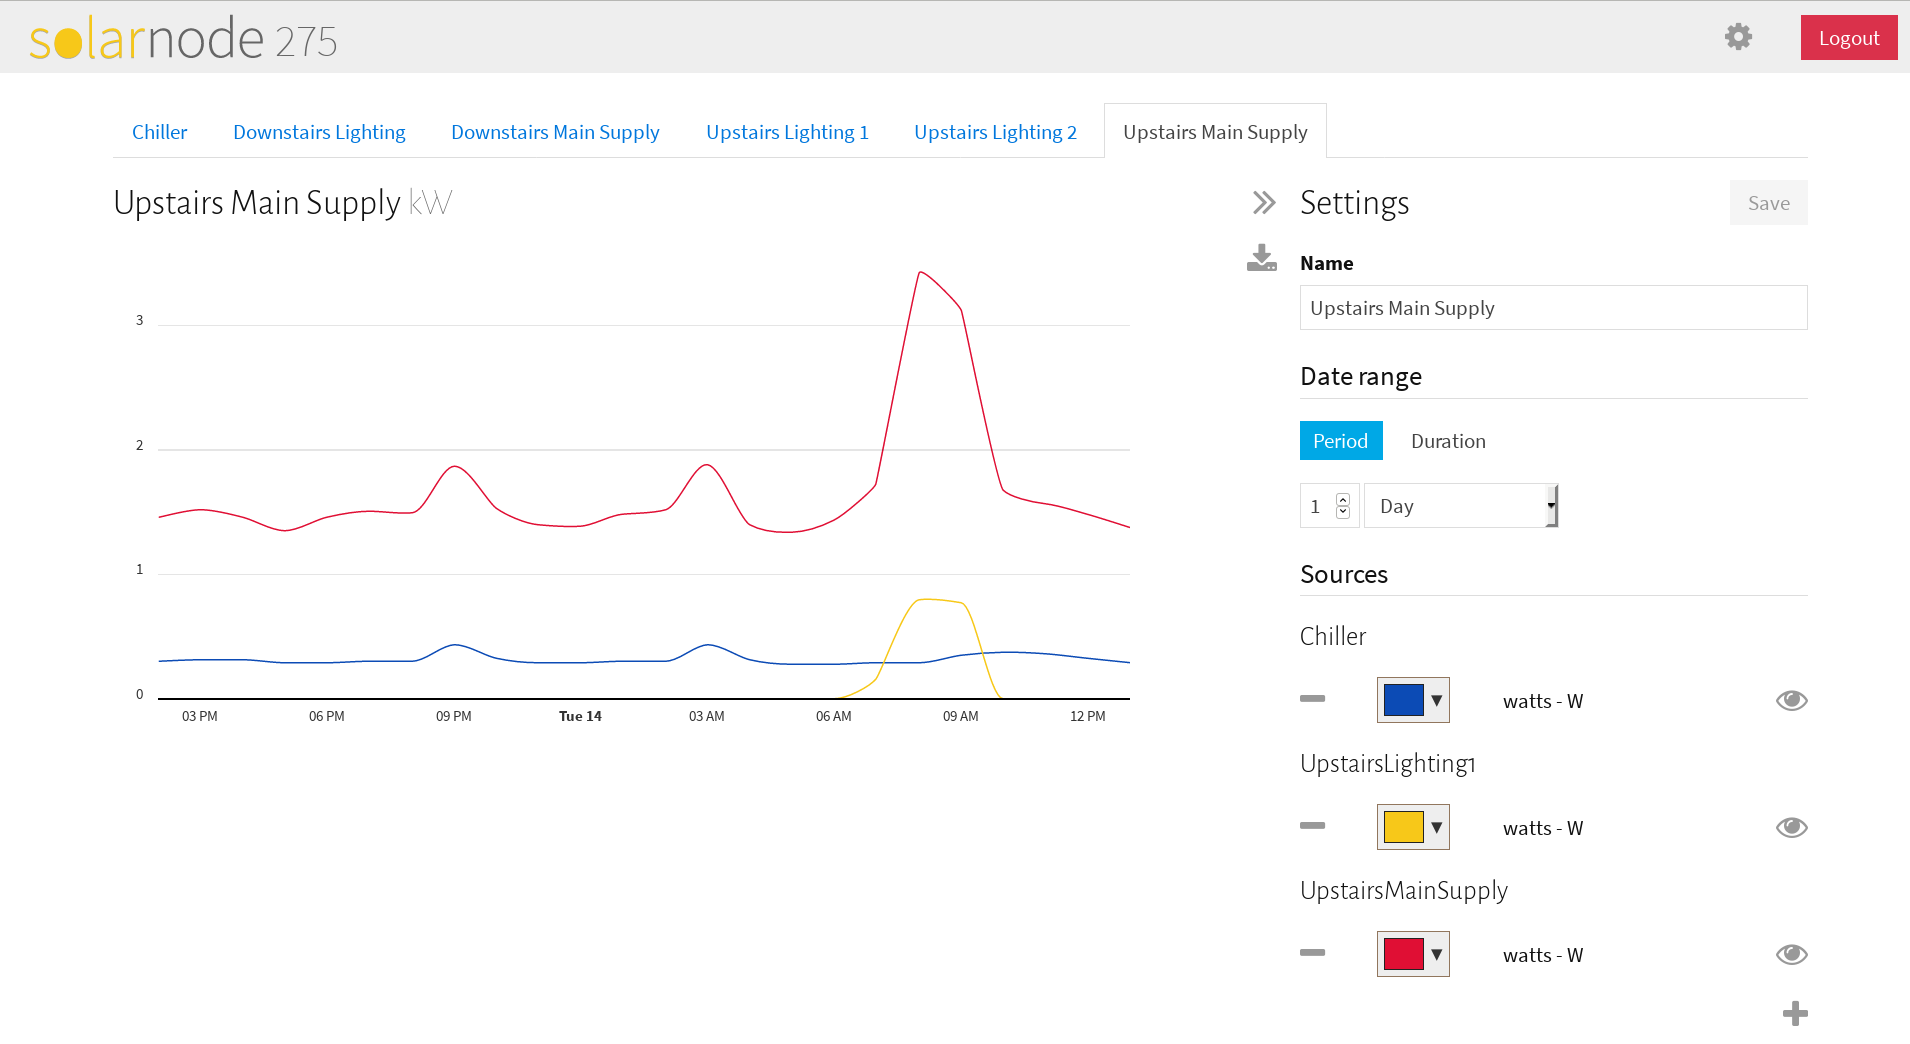 solarnode 275
Logout
Chiller Downstairs Lighting Downstairs Main Supply Upstairs Lighting 1 Upstairs Lighting 2 Upstairs Main Supply
Upstairs Main Supply kW
3
2
1
0
03 PM 06 PM 09 PM Tue 14 03 AM 06 AM 09 AM 12 PM
Settings
Save
Name
Upstairs Main Supply
Date range
Period Duration
1 Day
Sources
Chiller
watts - W
UpstairsLighting1
watts - W
UpstairsMainSupply
watts - W